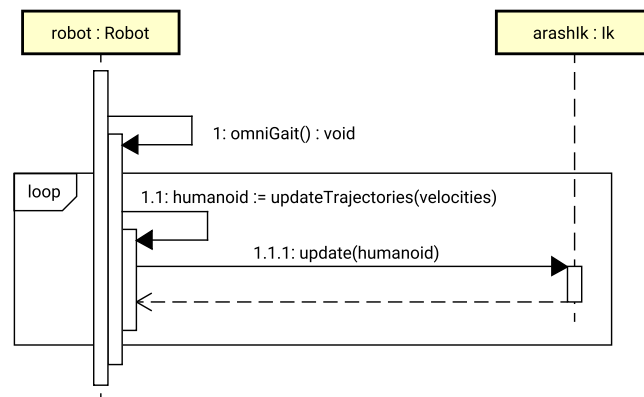 robot : Robot
arashIk : Ik
1: omniGait() : void
loop
1.1: humanoid := updateTrajectories(velocities)
1.1.1: update(humanoid)